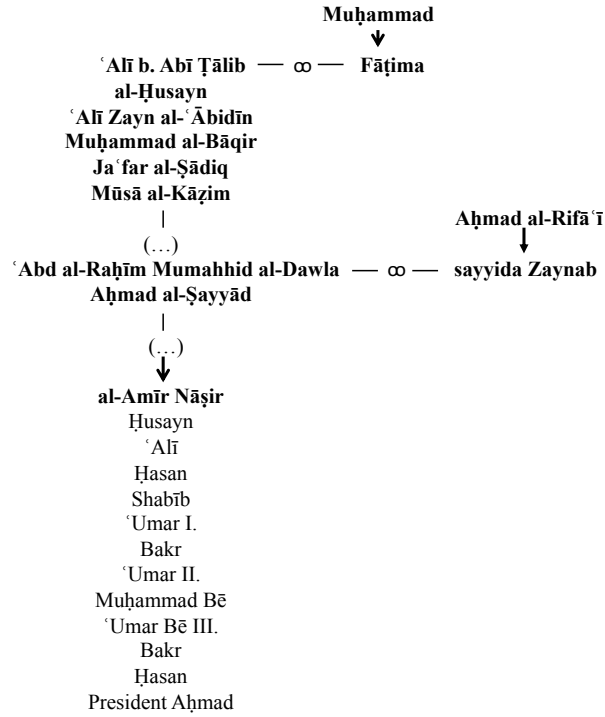 Muḥammad
ʿAlī b. Abī Ṭālib — ∞ — Fāṭima
al-Ḥusayn
ʿAlī Zayn al-ʿĀbidīn
Muḥammad al-Bāqir
Jaʿfar al-Ṣādiq
Mūsā al-Kāẓim
Aḥmad al-Rifāʿī
(…)
ʿAbd al-Raḥīm Mumahhid al-Dawla — ∞ — sayyida Zaynab
Aḥmad al-Ṣayyād
(…)
al-Amīr Nāṣir
Ḥusayn
ʿAlī
Ḥasan
Shabīb
ʿUmar I.
Bakr
ʿUmar II.
Muḥammad Bē
ʿUmar Bē III.
Bakr
Ḥasan
President Aḥmad